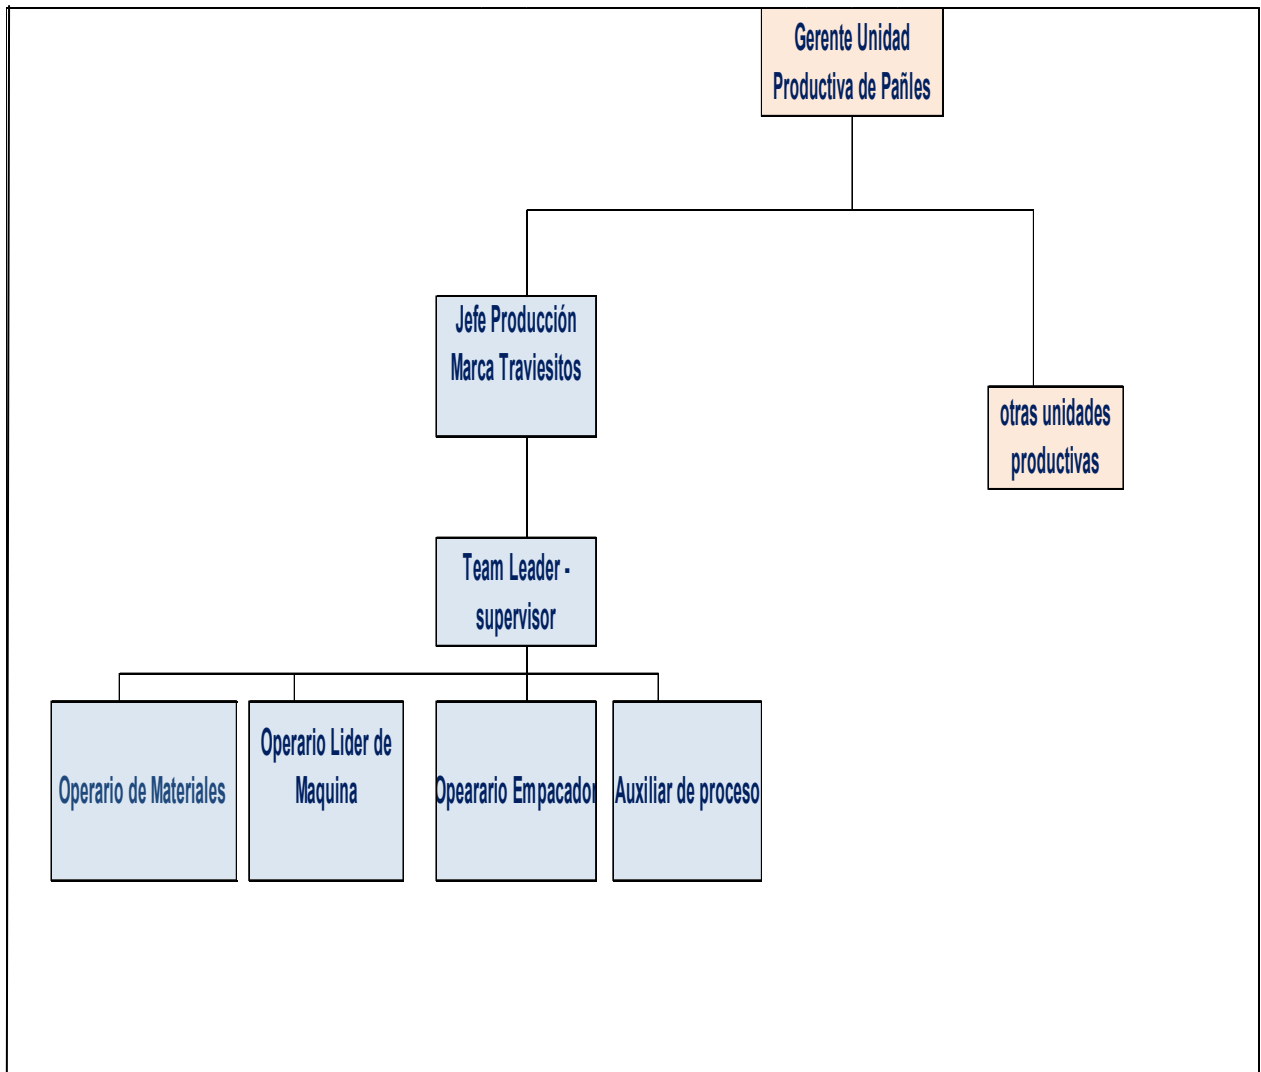 Gerente Unidad
Productiva de Pañles
Jefe Producción
Marca Traviesitos
otras unidades
productivas
Team Leader -
supervisor
Operario de Materiales
Operario Lider de
Maquina
Opearario Empacador
Auxiliar de proceso